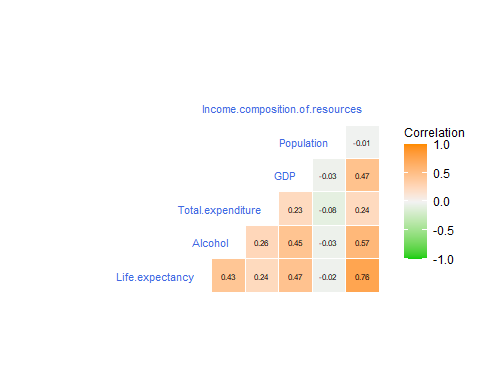 Income.composition.of.resources
Population -0.01
GDP -0.03 0.47
Total.expenditure 0.23 -0.08 0.24
Alcohol 0.26 0.45 -0.03 0.57
Life.expectancy 0.43 0.24 0.47 -0.02 0.76
Correlation
1.0
0.5
0.0
-0.5
-1.0